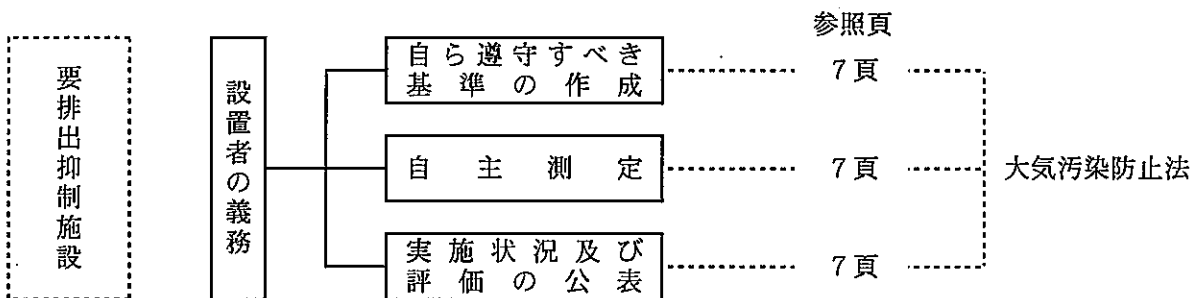 参照頁
要排出抑制施設
設置者の義務
自ら遵守すべき
基準の作成
7頁
自主測定
7頁
大気汚染防止法
実施状況及び
評価の公表
7頁